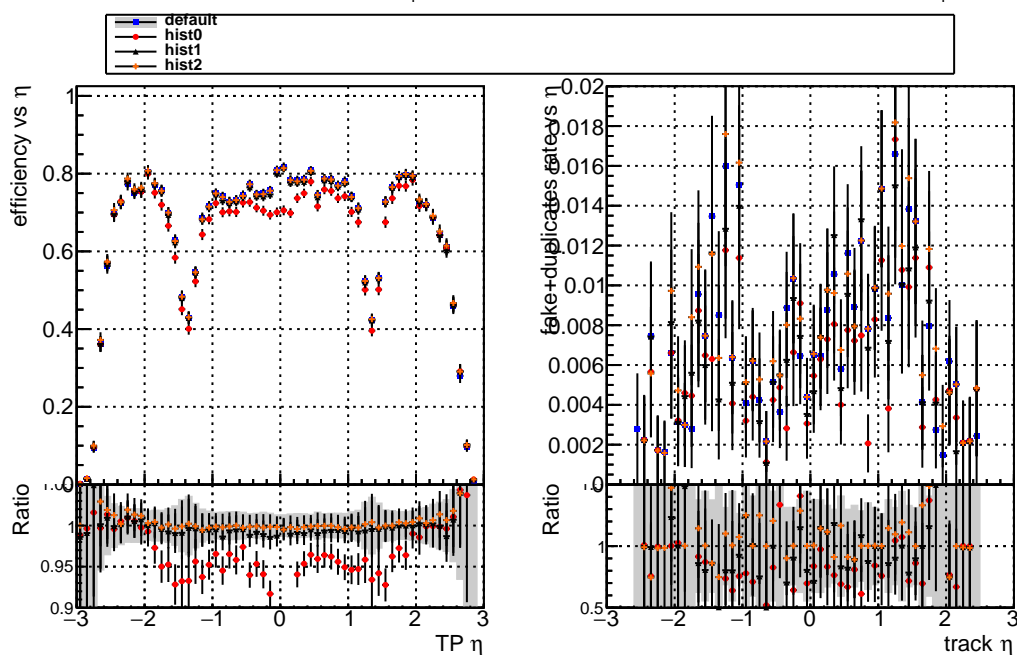 default
hist0
hist1
hist2
efficiency vs η
1
0.8
0.6
0.4
0.2
0
Ratio
1
0.95
0.9
−3 −2 −1 0 1 2 3
TP η
fake+duplicates rate vs η
0.02
0.018
0.016
0.014
0.012
0.01
0.008
0.006
0.004
0.002
0
Ratio
1
0.5
−3 −2 −1 0 1 2 3
track η